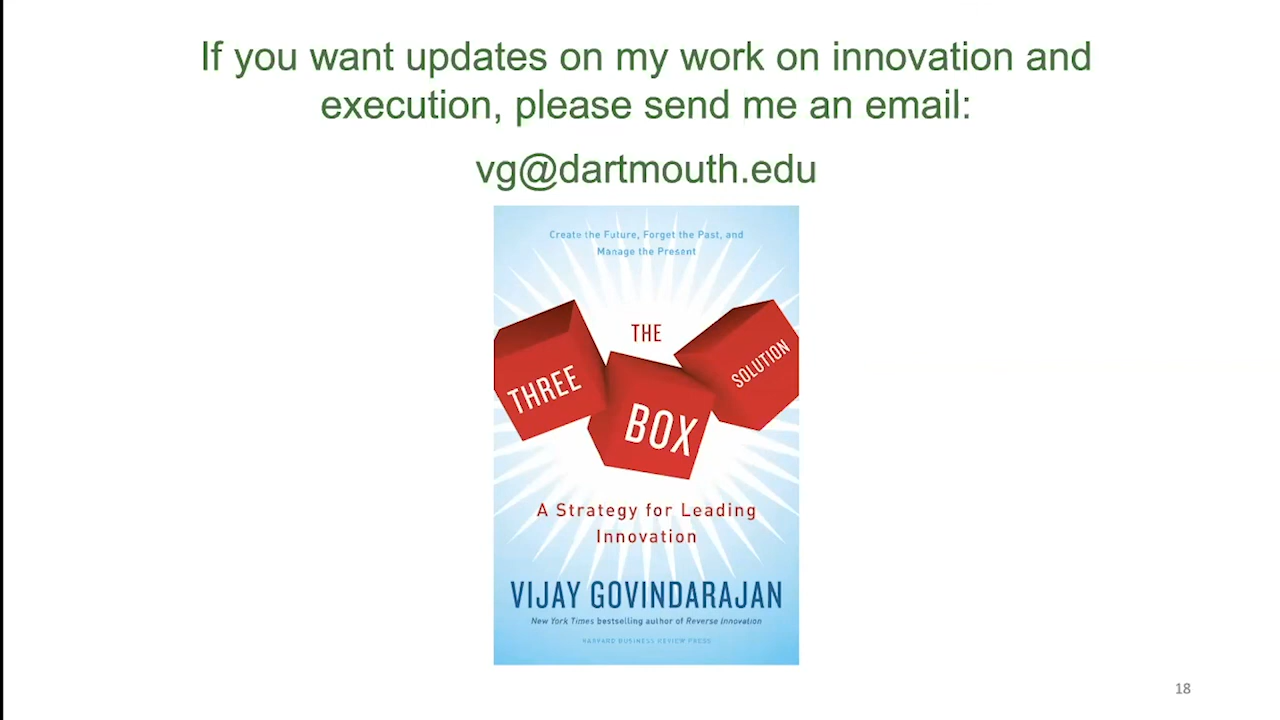 If you want updates on my work on innovation and
execution, please send me an email:
vg@dartmouth.edu
Create the Future, Forget the Past, and
Manage the Present
THE
THREE
BOX
SOLUTION
A Strategy for Leading
Innovation
VIJAY GOVINDARAJAN
New York Times bestselling author of Reverse Innovation
HARVARD BUSINESS REVIEW PRESS
18